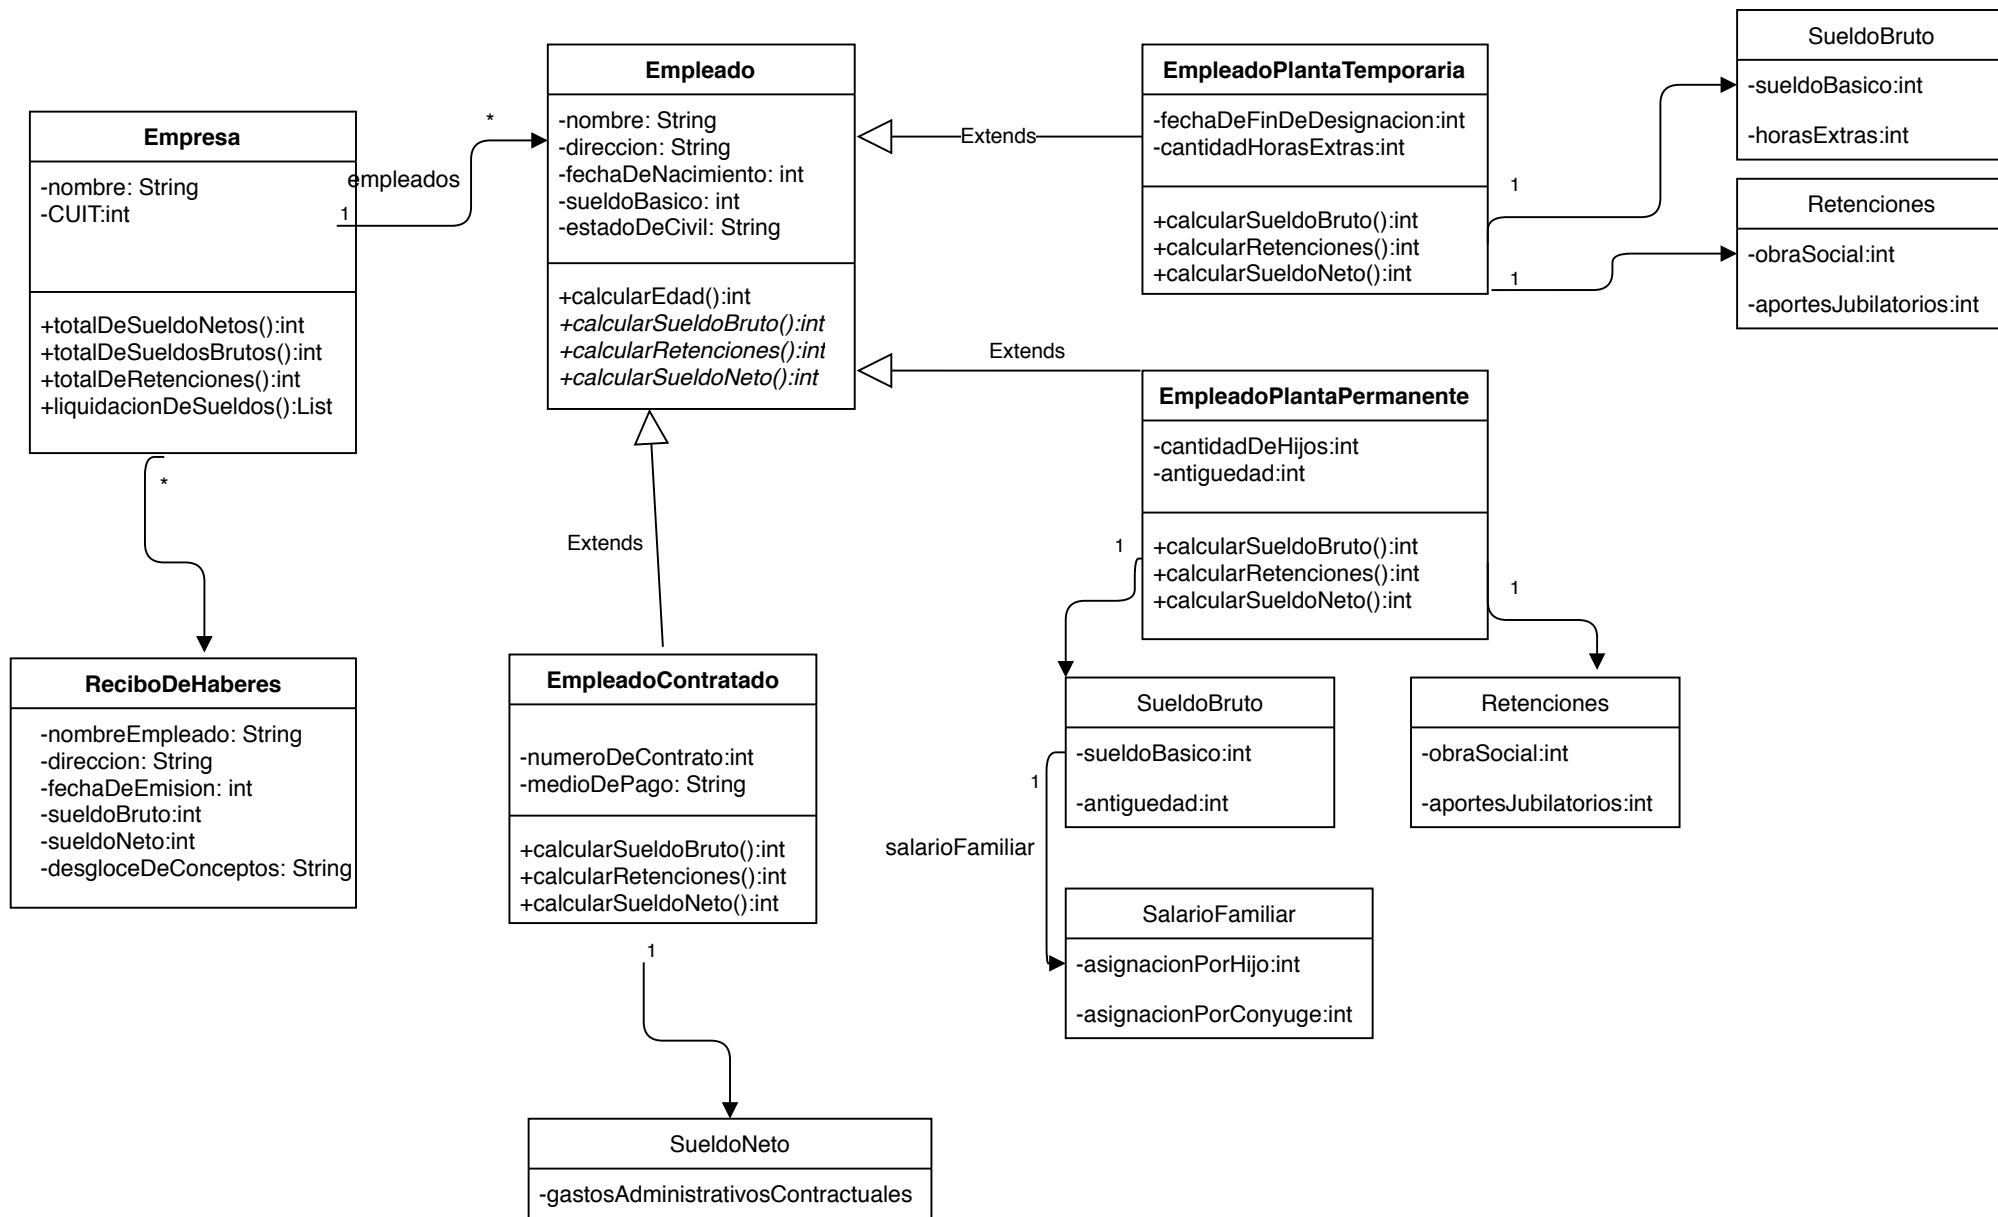 Empresa
-nombre: String
-CUIT:int
+totalDeSueldoNetos():int
+totalDeSueldosBrutos():int
+totalDeRetenciones():int
+liquidacionDeSueldos():List
empleados
1
*
*
Empleado
-nombre: String
-direccion: String
-fechaDeNacimiento: int
-sueldoBasico: int
-estadoDeCivil: String
+calcularEdad():int
+calcularSueldoBruto():int
+calcularRetenciones():int
+calcularSueldoNeto():int
Extends
EmpleadoPlantaTemporaria
-fechaDeFinDeDesignacion:int
-cantidadHorasExtras:int
+calcularSueldoBruto():int
+calcularRetenciones():int
+calcularSueldoNeto():int
1
1
SueldoBruto
-sueldoBasico:int
-horasExtras:int
Retenciones
-obraSocial:int
-aportesJubilatorios:int
Extends
EmpleadoPlantaPermanente
-cantidadDeHijos:int
-antiguedad:int
+calcularSueldoBruto():int
+calcularRetenciones():int
+calcularSueldoNeto():int
1
1
Extends
ReciboDeHaberes
-nombreEmpleado: String
-direccion: String
-fechaDeEmision: int
-sueldoBruto:int
-sueldoNeto:int
-desgloceDeConceptos: String
EmpleadoContratado
-numeroDeContrato:int
-medioDePago: String
+calcularSueldoBruto():int
+calcularRetenciones():int
+calcularSueldoNeto():int
1
SueldoBruto
-sueldoBasico:int
-antiguedad:int
1
salarioFamiliar
Retenciones
-obraSocial:int
-aportesJubilatorios:int
SalarioFamiliar
-asignacionPorHijo:int
-asignacionPorConyuge:int
SueldoNeto
-gastosAdministrativosContractuales